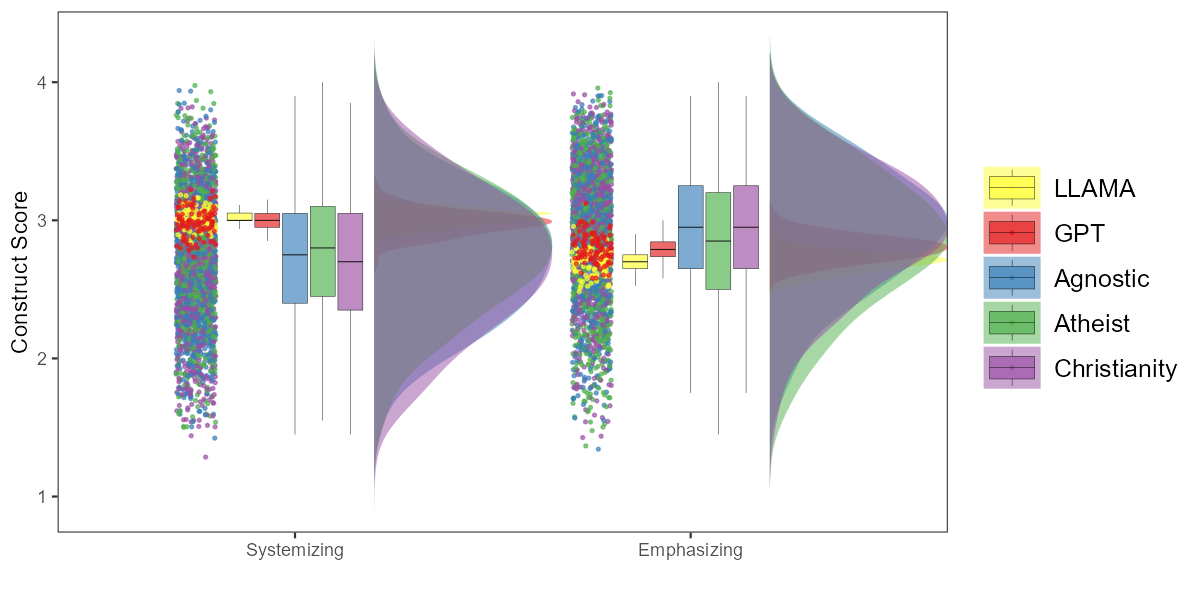 Construct Score
4
3
2
1
Systemizing
Emphasizing
LLAMA
GPT
Agnostic
Atheist
Christianity